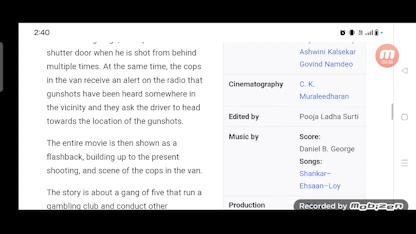 2:40
shutter door when he is shot from behind
multiple times. At the same time, the cops
in the van receive an alert on the radio that
gunshots have been heard somewhere in
the vicinity and they ask the driver to head
towards the location of the gunshots.
The entire movie is then shown as a
flashback, building up to the present
shooting, and scene of the cops in the van.
The story is about a gang of five that run a
gambling club and conduct other
Ashwini Kalsekar
Govind Namdeo
Cinematography
C. K.
Muraleedharan
Edited by
Pooja Ladha Surti
Music by
Score:
Daniel B. George
Songs:
Shankar–
Ehsaan–Loy
Production
Recorded by mobizen